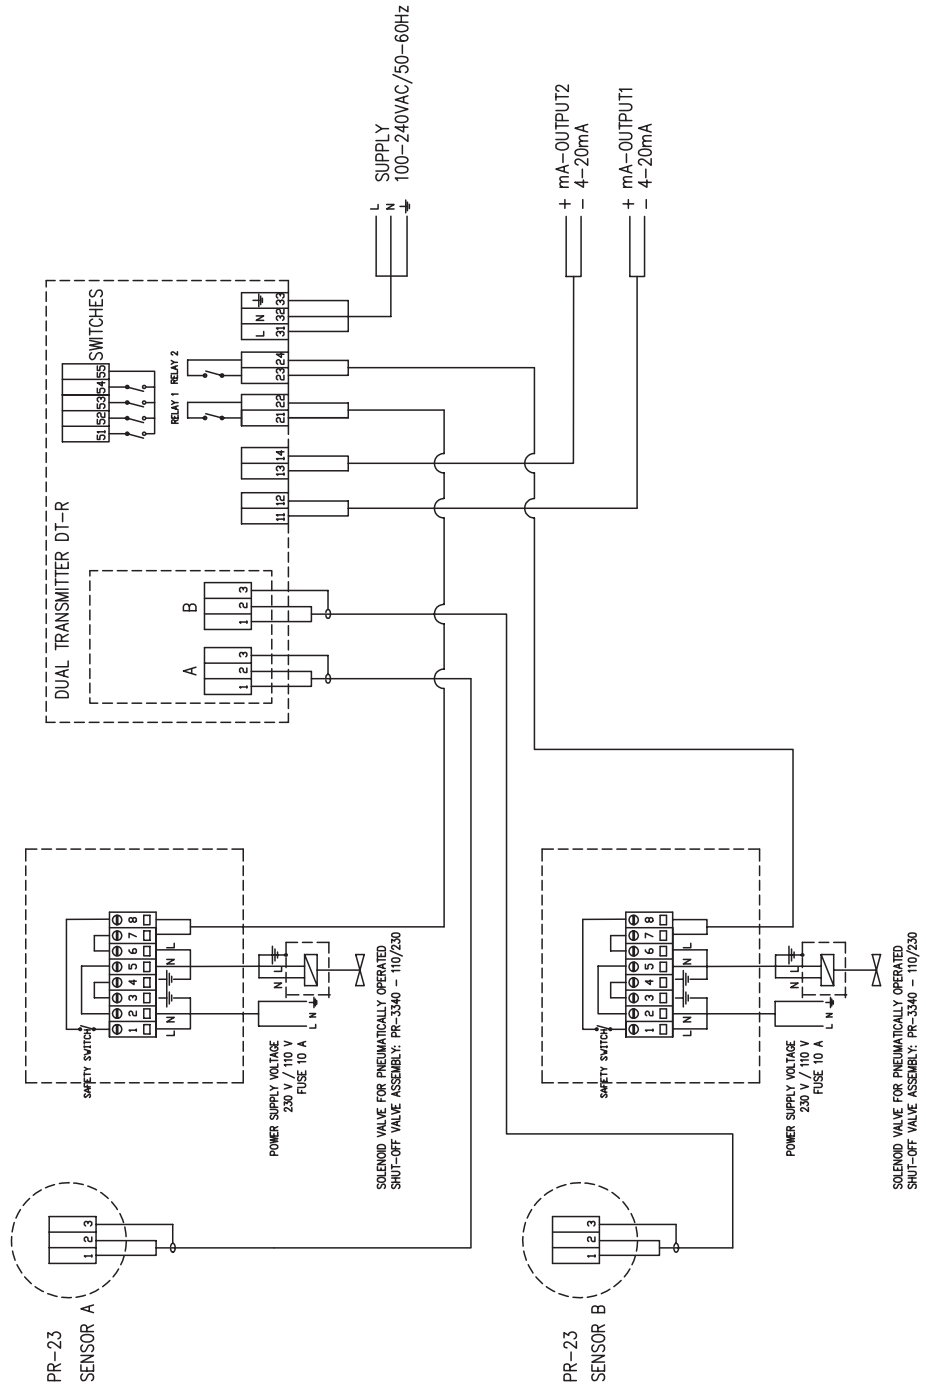 PR-23
SENSOR A
1 2 3
SAFETY SWITCH
1 2 3 4 5 6 7 8
L N N L
POWER SUPPLY VOLTAGE
230 V / 110 V
FUSE 10 A
L N
N L
SOLENOID VALVE FOR PNEUMATICALLY OPERATED
SHUT-OFF VALVE ASSEMBLY: PR-3340 - 110/230
DUAL TRANSMITTER DT-R
A
1 2 3
B
1 2 3
SWITCHES
51 52 53 54 55
RELAY 1
RELAY 2
L N
11 12
13 14
21 22
23 24
31 32 33
SUPPLY
100-240VAC/50-60Hz
L
N
+ mA-OUTPUT2
- 4-20mA
+ mA-OUTPUT1
- 4-20mA
PR-23
SENSOR B
1 2 3
SAFETY SWITCH
1 2 3 4 5 6 7 8
L N N L
POWER SUPPLY VOLTAGE
230 V / 110 V
FUSE 10 A
L N
N L
SOLENOID VALVE FOR PNEUMATICALLY OPERATED
SHUT-OFF VALVE ASSEMBLY: PR-3340 - 110/230